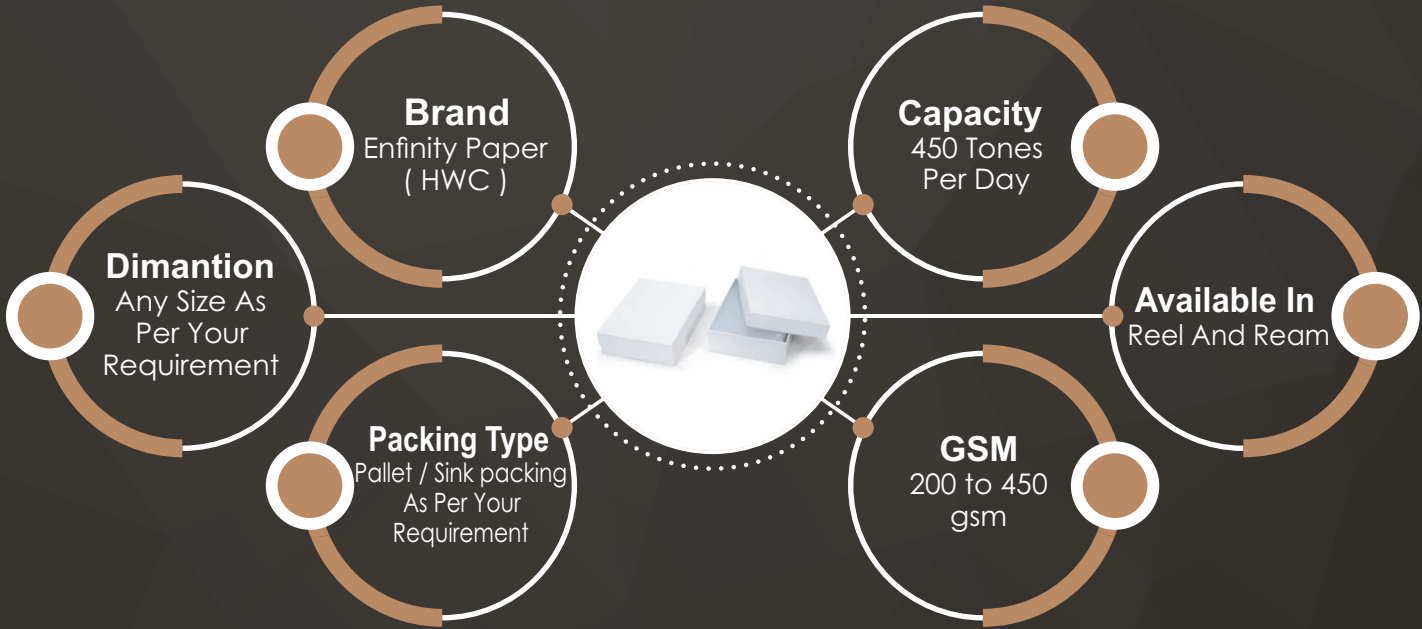 Brand
Enfinity Paper
( HWC )
Capacity
450 Tones
Per Day
Dimantion
Any Size As
Per Your
Requirement
Available In
Reel And Ream
Packing Type
Pallet / Sink packing
As Per Your
Requirement
GSM
200 to 450
gsm